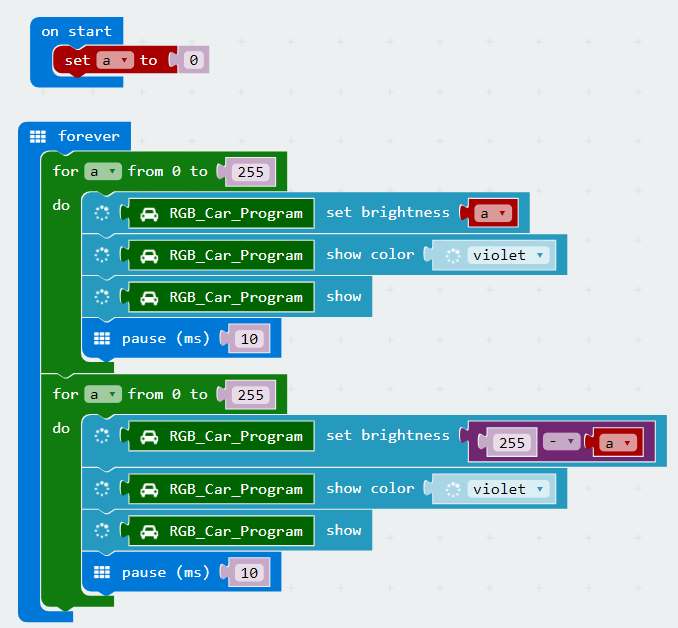 on start
set a to 0
forever
for a from 0 to 255
do
RGB_Car_Program set brightness a
RGB_Car_Program show color violet
RGB_Car_Program show
pause (ms) 10
for a from 0 to 255
do
RGB_Car_Program set brightness 255 - a
RGB_Car_Program show color violet
RGB_Car_Program show
pause (ms) 10